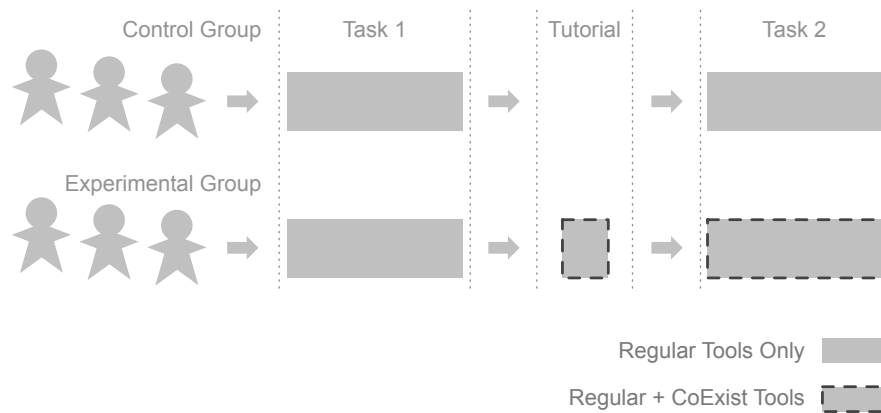 Control Group
Task 1
Tutorial
Task 2
Experimental Group
Regular Tools Only
Regular + CoExist Tools